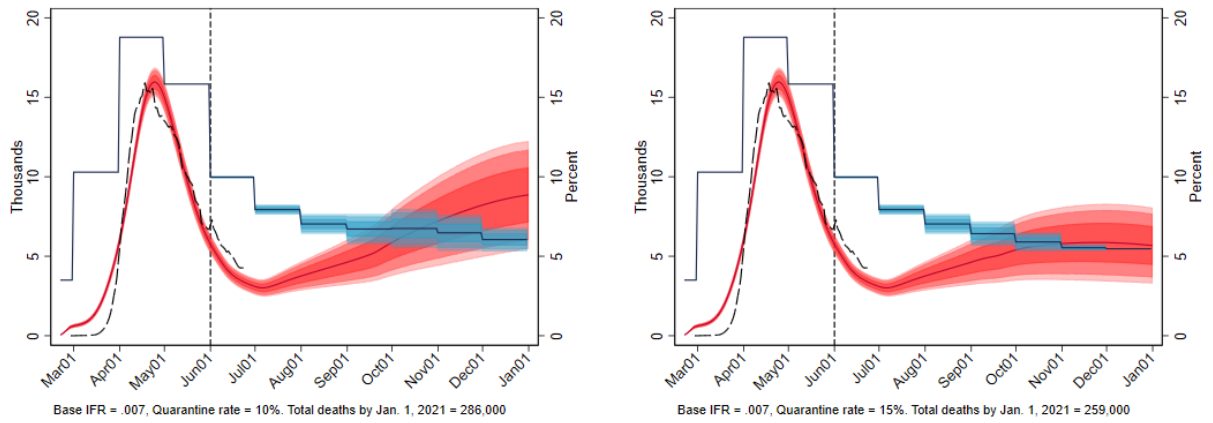 20
15
10
5
0
Thousands
20
15
10
5
0
Percent
Mar01
Apr01
May01
Jun01
Jul01
Aug01
Sep01
Oct01
Nov01
Dec01
Jan01
Base IFR = .007, Quarantine rate = 10%. Total deaths by Jan. 1, 2021 = 286,000
20
15
10
5
0
Thousands
20
15
10
5
0
Percent
Mar01
Apr01
May01
Jun01
Jul01
Aug01
Sep01
Oct01
Nov01
Dec01
Jan01
Base IFR = .007, Quarantine rate = 15%. Total deaths by Jan. 1, 2021 = 259,000